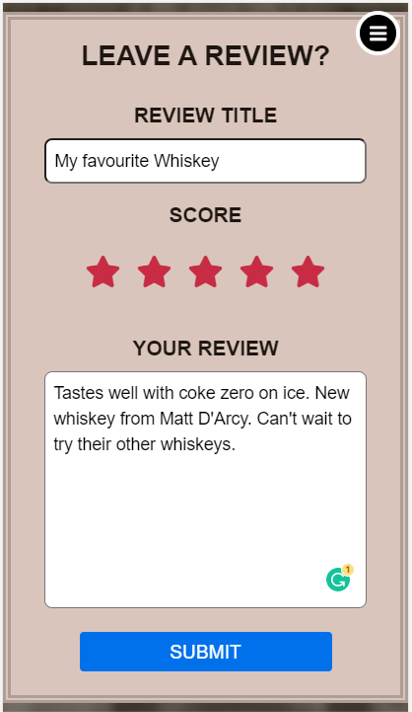 LEAVE A REVIEW?
REVIEW TITLE
My favourite Whiskey
SCORE
YOUR REVIEW
Tastes well with coke zero on ice. New
whiskey from Matt D'Arcy. Can't wait to
try their other whiskeys.
1
SUBMIT